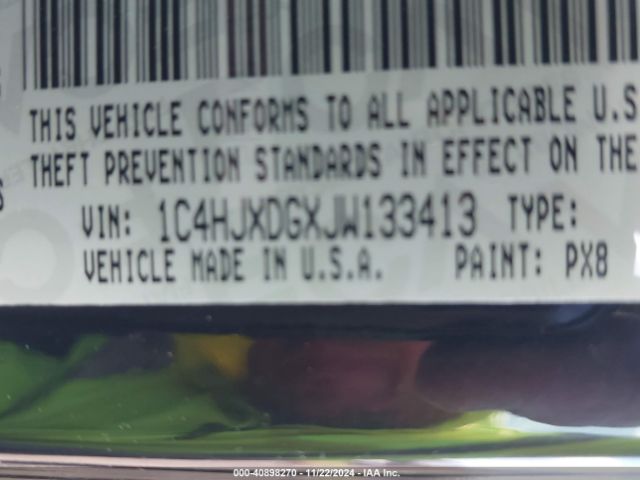 THIS VEHICLE CONFORMS TO ALL APPLICABLE U.S
THEFT PREVENTION STANDARDS IN EFFECT ON THE
VIN: 1C4HJXDGXJW133413 TYPE:
VEHICLE MADE IN U.S.A. PAINT: PX8
000-40898270 - 11/22/2024 - IAA Inc.